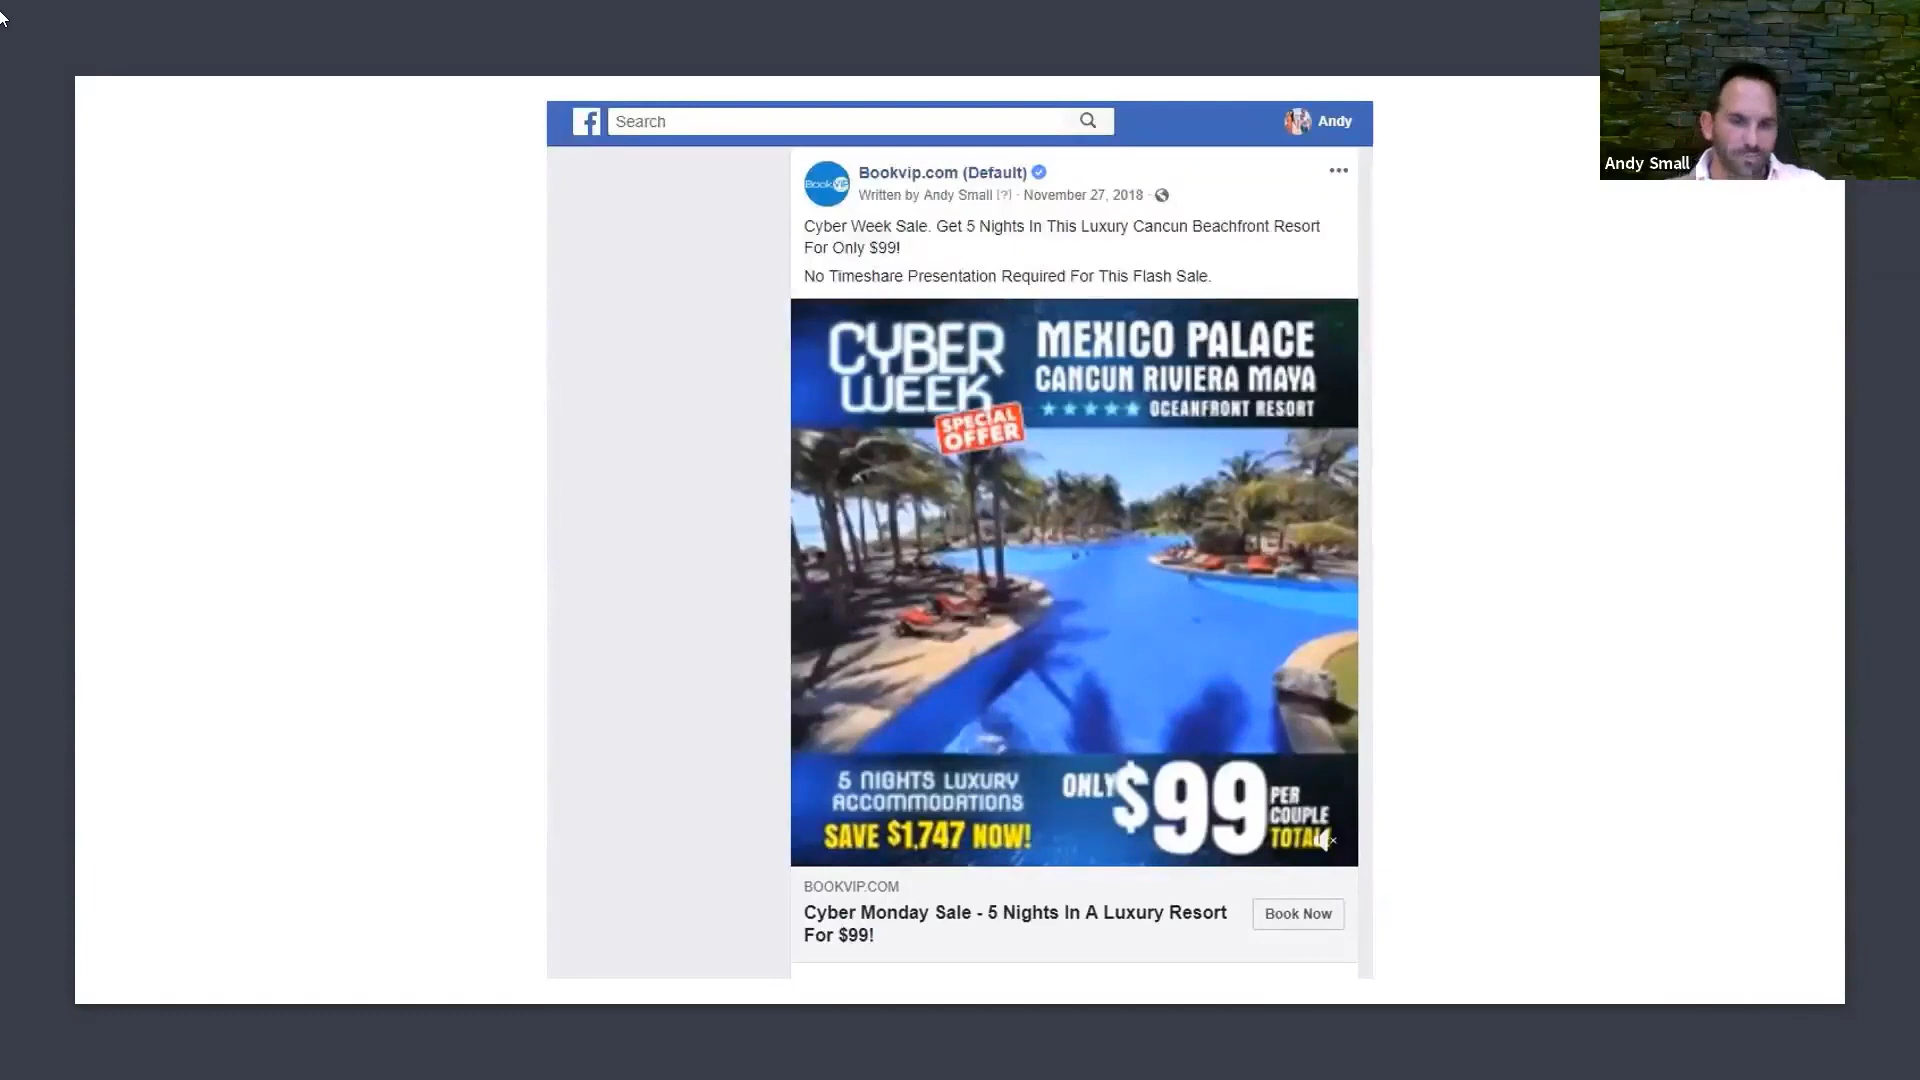 Search
Andy
Andy Small
BookVIP
Bookvip.com (Default)
Written by Andy Small [?] · November 27, 2018 ·
Cyber Week Sale. Get 5 Nights In This Luxury Cancun Beachfront Resort
For Only $99!
No Timeshare Presentation Required For This Flash Sale.
CYBER
WEEK
SPECIAL
OFFER
MEXICO PALACE
CANCUN RIVIERA MAYA
OCEANFRONT RESORT
5 NIGHTS LUXURY
ACCOMMODATIONS
SAVE $1,747 NOW!
ONLY $99
PER
COUPLE
TOTAL
BOOKVIP.COM
Cyber Monday Sale - 5 Nights In A Luxury Resort
For $99!
Book Now